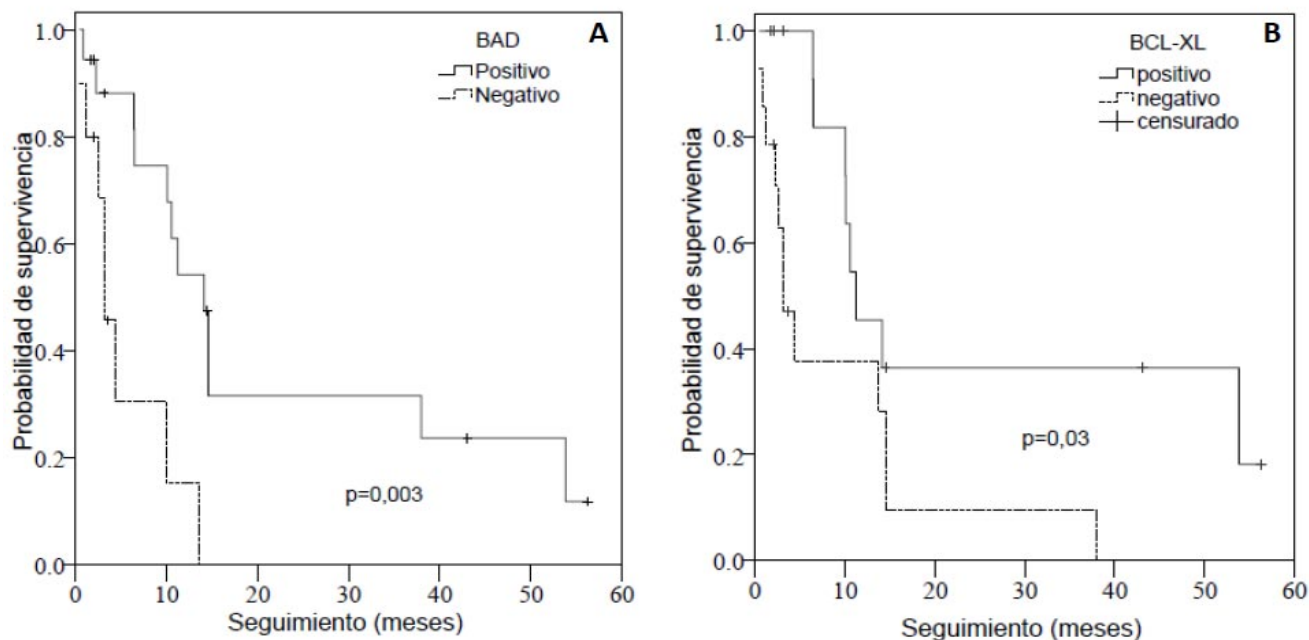 A
BAD
Positivo
Negativo
Probabilidad de supervivencia
1.0
0.8
0.6
0.4
0.2
0.0
p=0,003
0 10 20 30 40 50 60
Seguimiento (meses)
B
BCL-XL
positivo
negativo
censurado
Probabilidad de supervivencia
1.0
0.8
0.6
0.4
0.2
0.0
p=0,03
0 10 20 30 40 50 60
Seguimiento (meses)